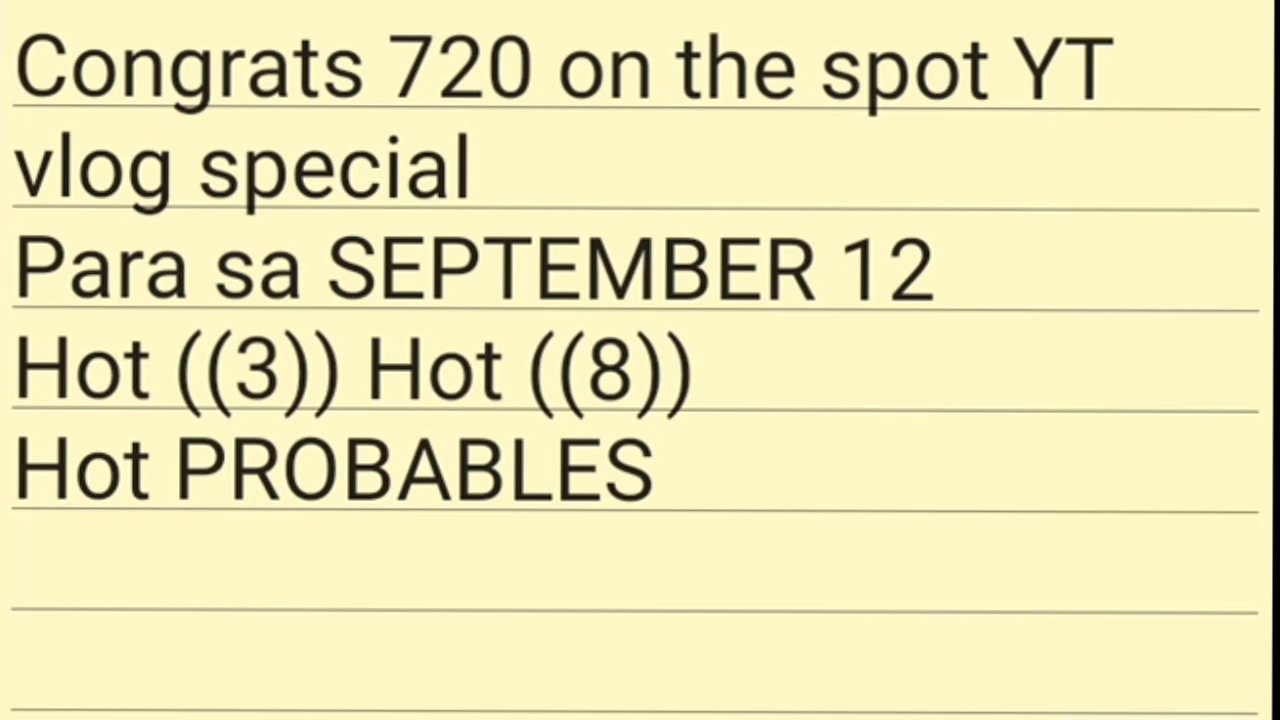 Congrats 720 on the spot YT
vlog special
Para sa SEPTEMBER 12
Hot ((3)) Hot ((8))
Hot PROBABLES